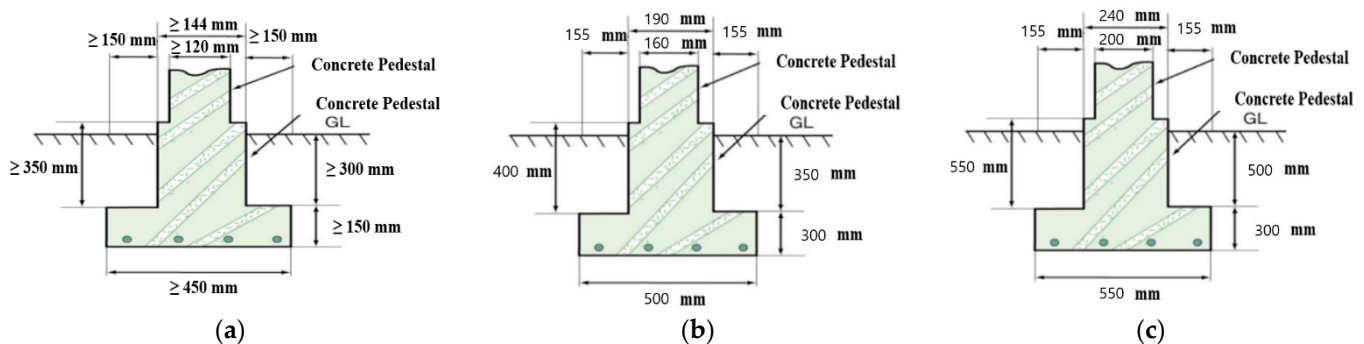 ≥ 144 mm
≥ 150 mm
≥ 120 mm
≥ 150 mm
Concrete Pedestal
Concrete Pedestal
GL
≥ 350 mm
≥ 300 mm
≥ 150 mm
≥ 450 mm
(a)
190 mm
155 mm
160 mm
155 mm
Concrete Pedestal
Concrete Pedestal
GL
400 mm
350 mm
300 mm
500 mm
(b)
240 mm
155 mm
200 mm
155 mm
Concrete Pedestal
Concrete Pedestal
GL
550 mm
500 mm
300 mm
550 mm
(c)